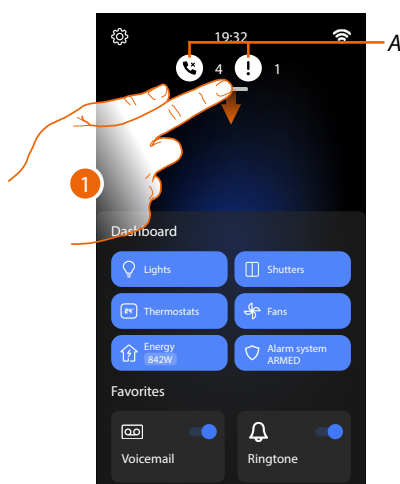 19:32
A
4
1
1
Dashboard
Lights
Shutters
Thermostats
Fans
Energy
842W
Alarm system
ARMED
Favorites
Voicemail
Ringtone